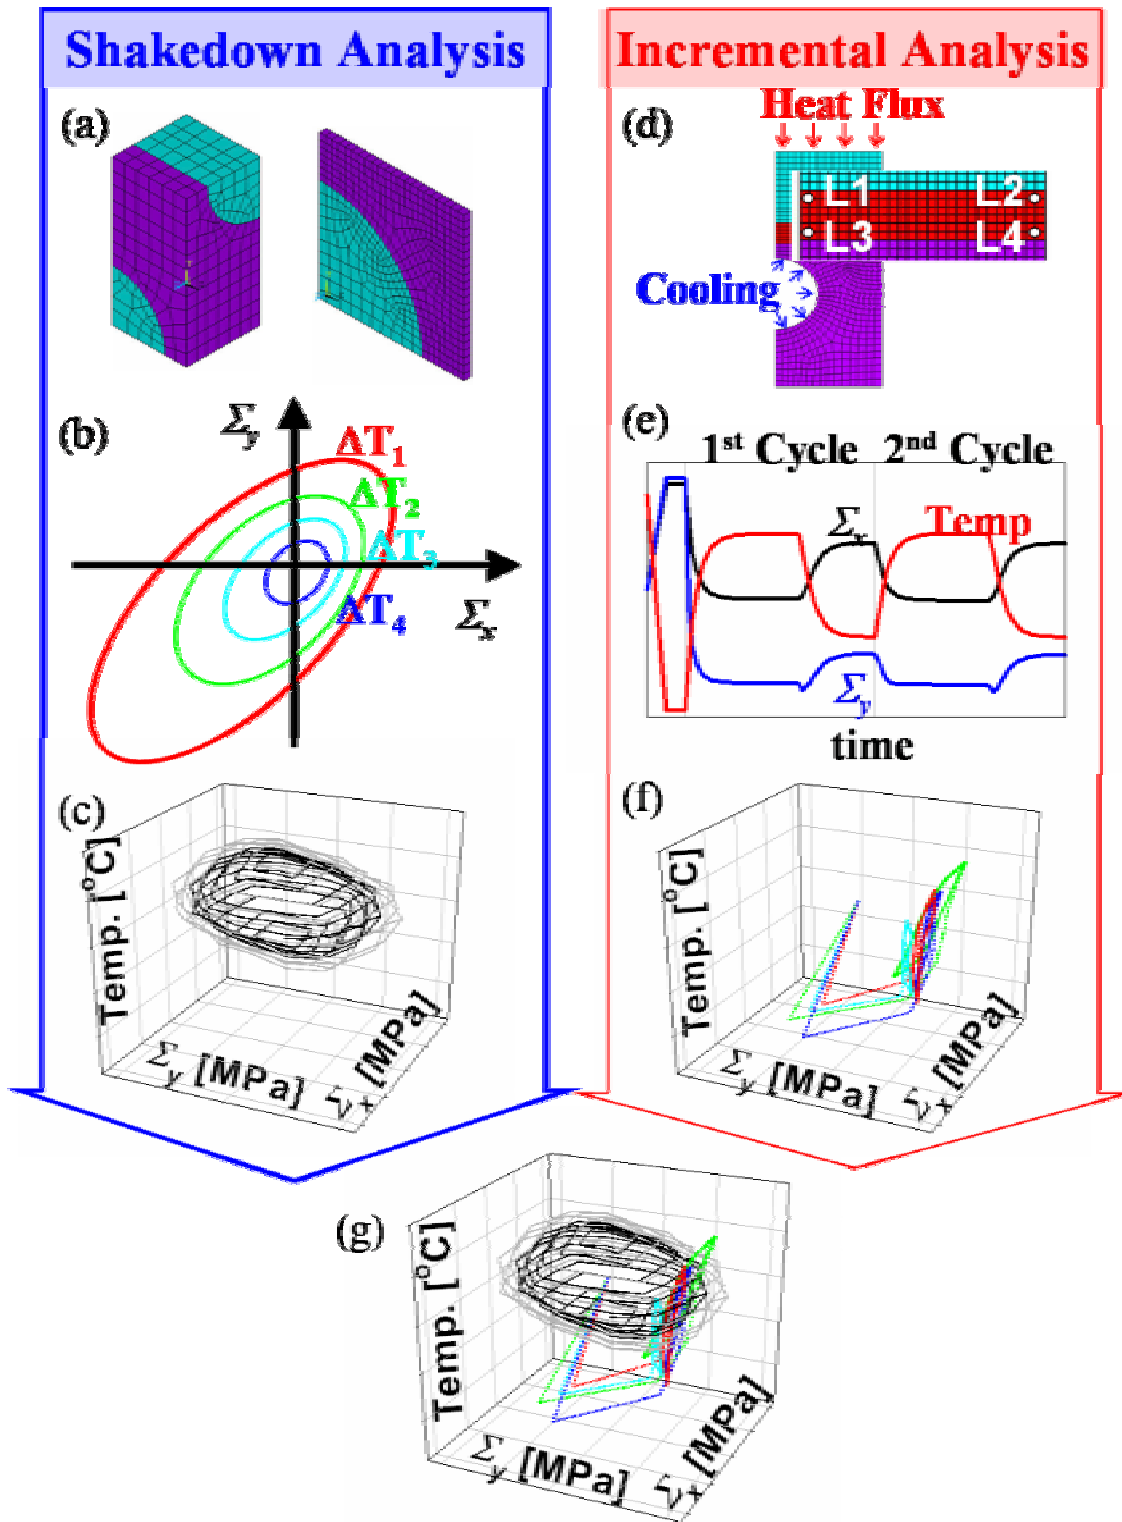 Shakedown Analysis
(a)
(b)
Σy
ΔT1
ΔT2
ΔT3
ΔT4
Σx
(c)
Temp. [°C]
Σy [MPa]
Σx [MPa]
Incremental Analysis
(d)
Heat Flux
L1 L2
L3 L4
Cooling
(e)
1st Cycle 2nd Cycle
Σx
Temp
Σy
time
(f)
Temp. [°C]
Σy [MPa]
Σx [MPa]
(g)
Temp. [°C]
Σy [MPa]
Σx [MPa]